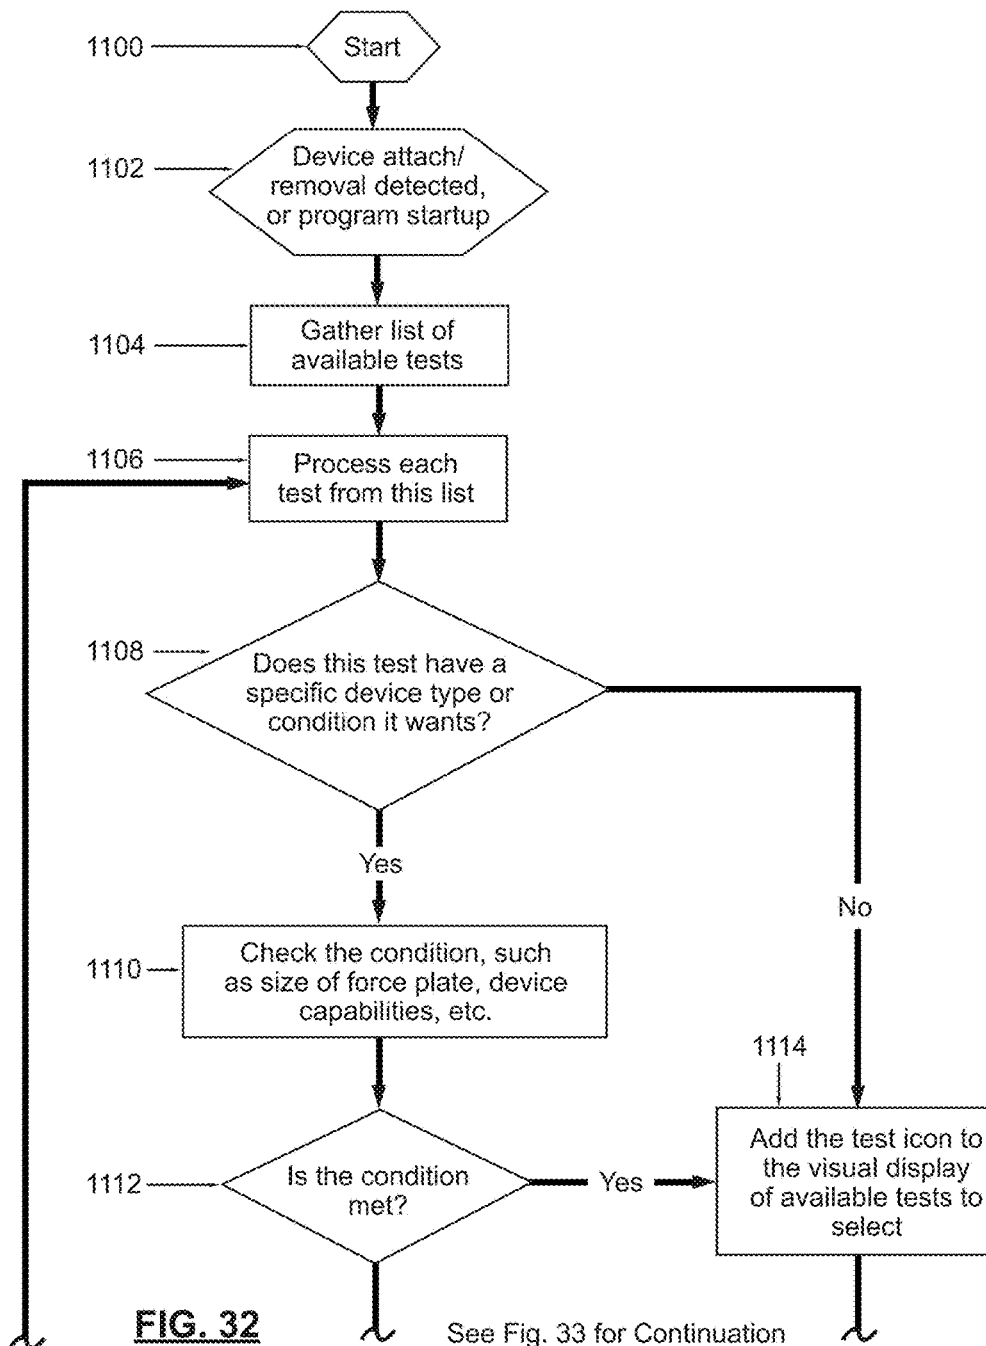 1100
Start
1102
Device attach/
removal detected,
or program startup
1104
Gather list of
available tests
1106
Process each
test from this list
1108
Does this test have a
specific device type or
condition it wants?
Yes
No
1110
Check the condition, such
as size of force plate, device
capabilities, etc.
1114
Add the test icon to
the visual display
of available tests to
select
1112
Is the condition
met?
Yes
FIG. 32
See Fig. 33 for Continuation